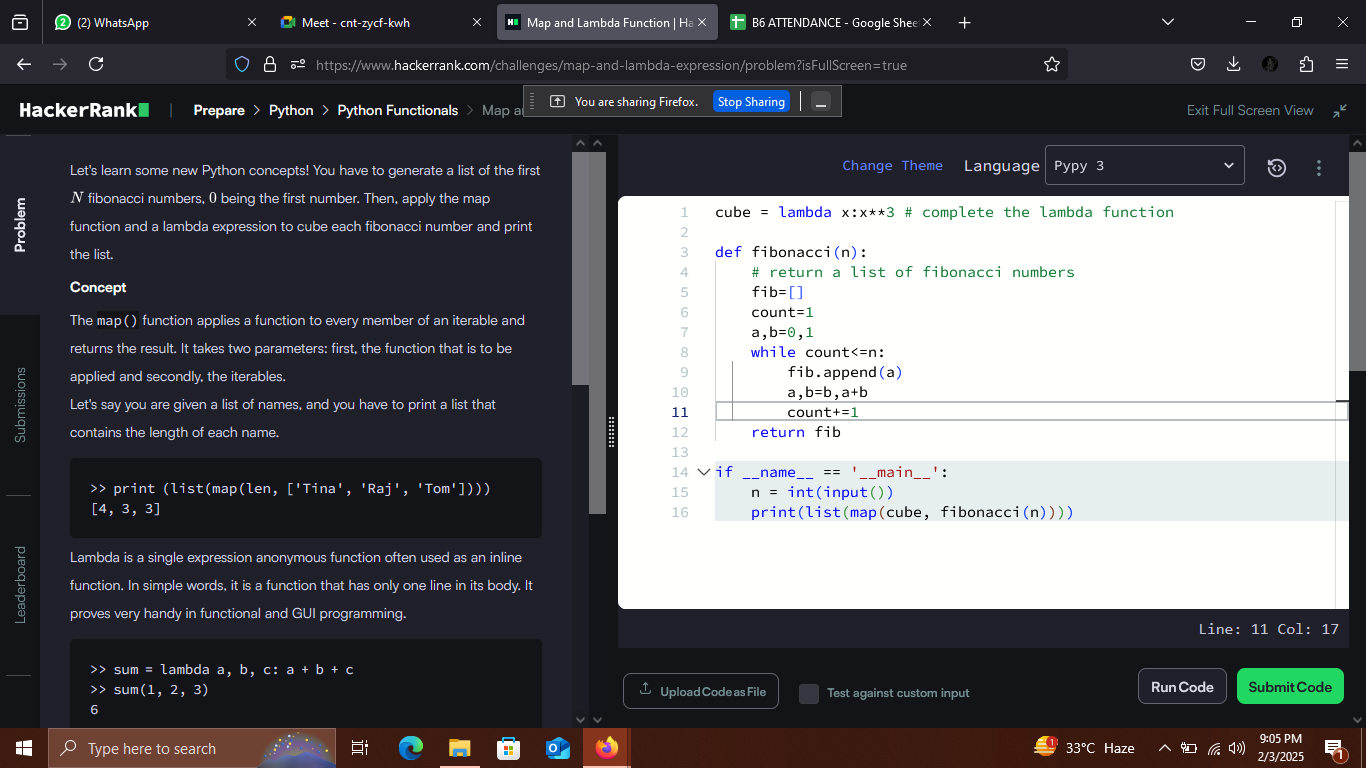 (2) WhatsApp
Meet - cnt-zycf-kwh
Map and Lambda Function | Ha
B6 ATTENDANCE - Google Shee
https://www.hackerrank.com/challenges/map-and-lambda-expression/problem?isFullScreen=true
HackerRank
Prepare > Python > Python Functionals > Map a
You are sharing Firefox.
Stop Sharing
Exit Full Screen View
Problem
Submissions
Leaderboard
Let's learn some new Python concepts! You have to generate a list of the first
N fibonacci numbers, 0 being the first number. Then, apply the map
function and a lambda expression to cube each fibonacci number and print
the list.
Concept
The map() function applies a function to every member of an iterable and
returns the result. It takes two parameters: first, the function that is to be
applied and secondly, the iterables.
Let's say you are given a list of names, and you have to print a list that
contains the length of each name.
>> print (list(map(len, ['Tina', 'Raj', 'Tom'])))
[4, 3, 3]
Lambda is a single expression anonymous function often used as an inline
function. In simple words, it is a function that has only one line in its body. It
proves very handy in functional and GUI programming.
>> sum = lambda a, b, c: a + b + c
>> sum(1, 2, 3)
6
Change Theme
Language
Pypy 3
1 cube = lambda x:x**3 # complete the lambda function
2
3 def fibonacci(n):
4 # return a list of fibonacci numbers
5 fib=[]
6 count=1
7 a,b=0,1
8 while count<=n:
9 fib.append(a)
10 a,b=b,a+b
11 count+=1
12 return fib
13
14 if __name__ == '__main__':
15 n = int(input())
16 print(list(map(cube, fibonacci(n))))
Line: 11 Col: 17
Upload Code as File
Test against custom input
Run Code
Submit Code
Type here to search
1
33°C Haze
9:05 PM
2/3/2025
1